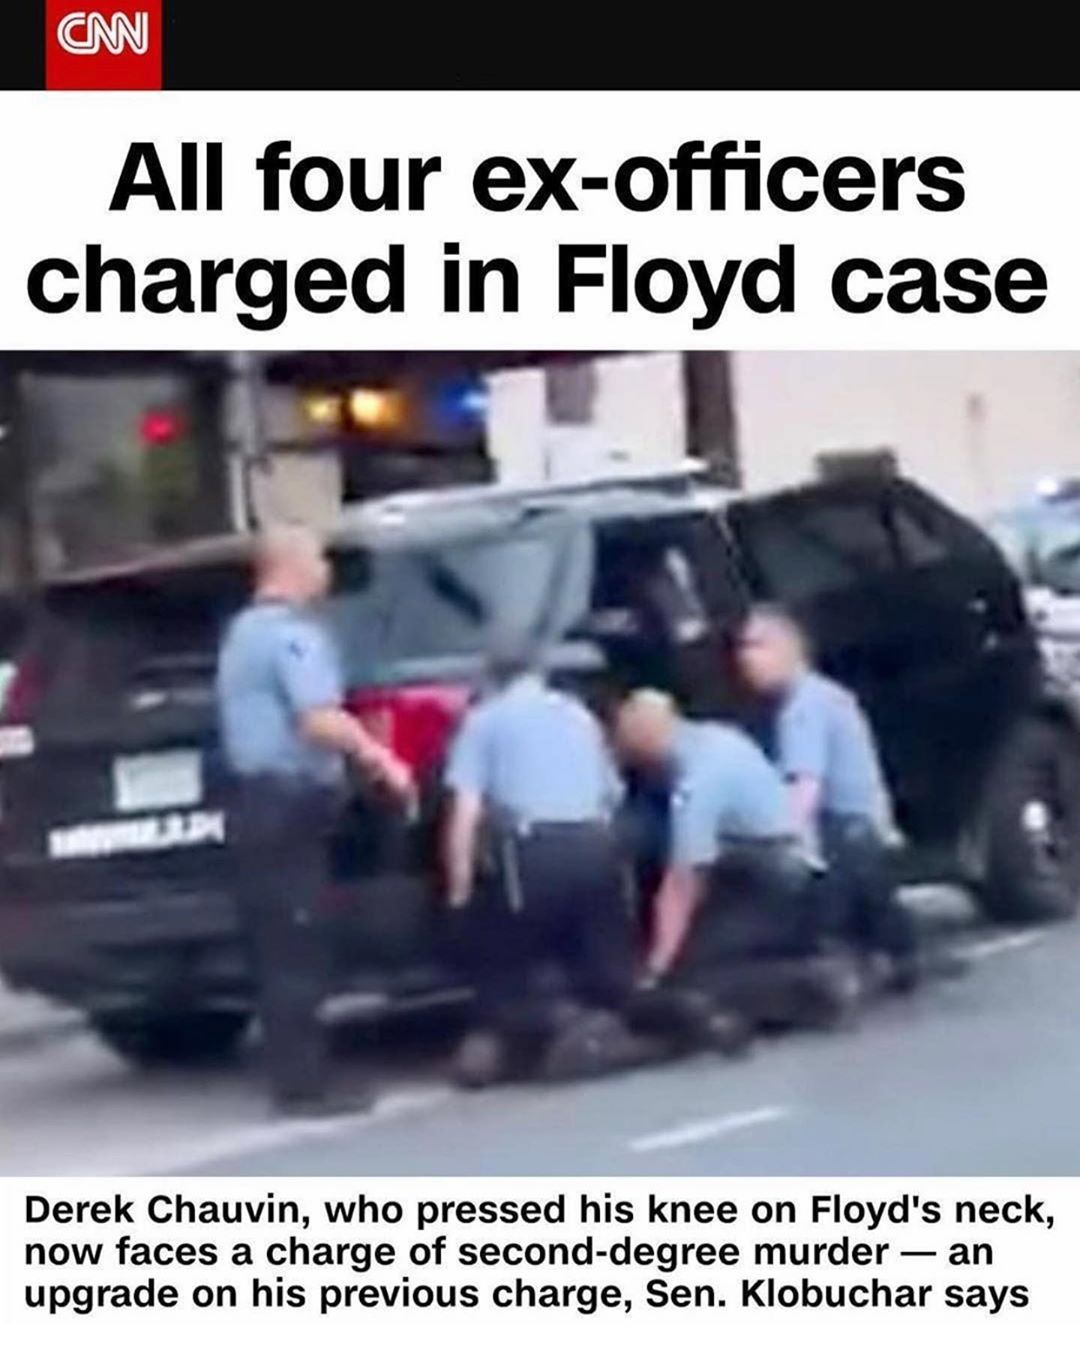 CNN
All four ex-officers
charged in Floyd case
Derek Chauvin, who pressed his knee on Floyd's neck,
now faces a charge of second-degree murder — an
upgrade on his previous charge, Sen. Klobuchar says